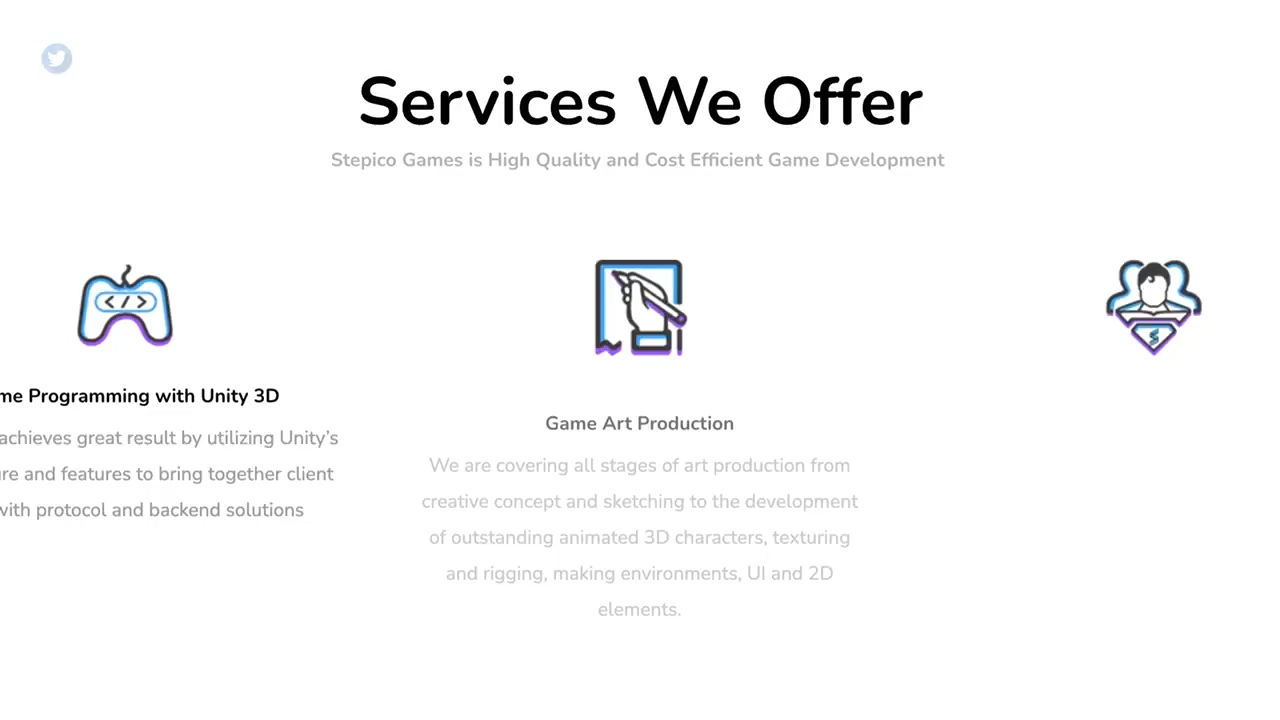 Services We Offer
Stepico Games is High Quality and Cost Efficient Game Development
</>
me Programming with Unity 3D
achieves great result by utilizing Unity's
re and features to bring together client
with protocol and backend solutions
Game Art Production
We are covering all stages of art production from
creative concept and sketching to the development
of outstanding animated 3D characters, texturing
and rigging, making environments, UI and 2D
elements.